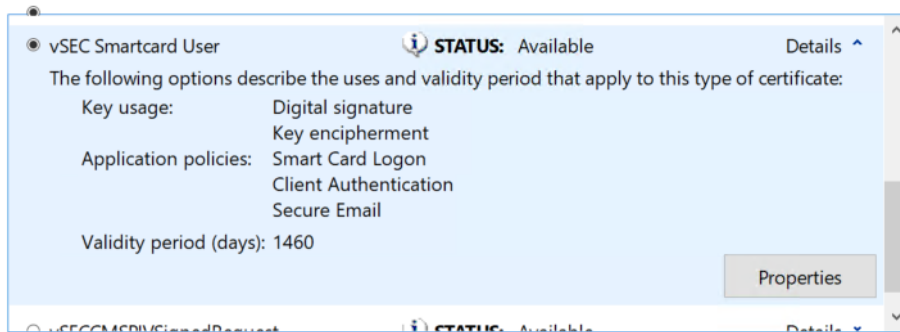 vSEC Smartcard User STATUS: Available Details
The following options describe the uses and validity period that apply to this type of certificate:
Key usage: Digital signature
Key encipherment
Application policies: Smart Card Logon
Client Authentication
Secure Email
Validity period (days): 1460
Properties
vSECCMSPIVSignedRequest STATUS: Available Details